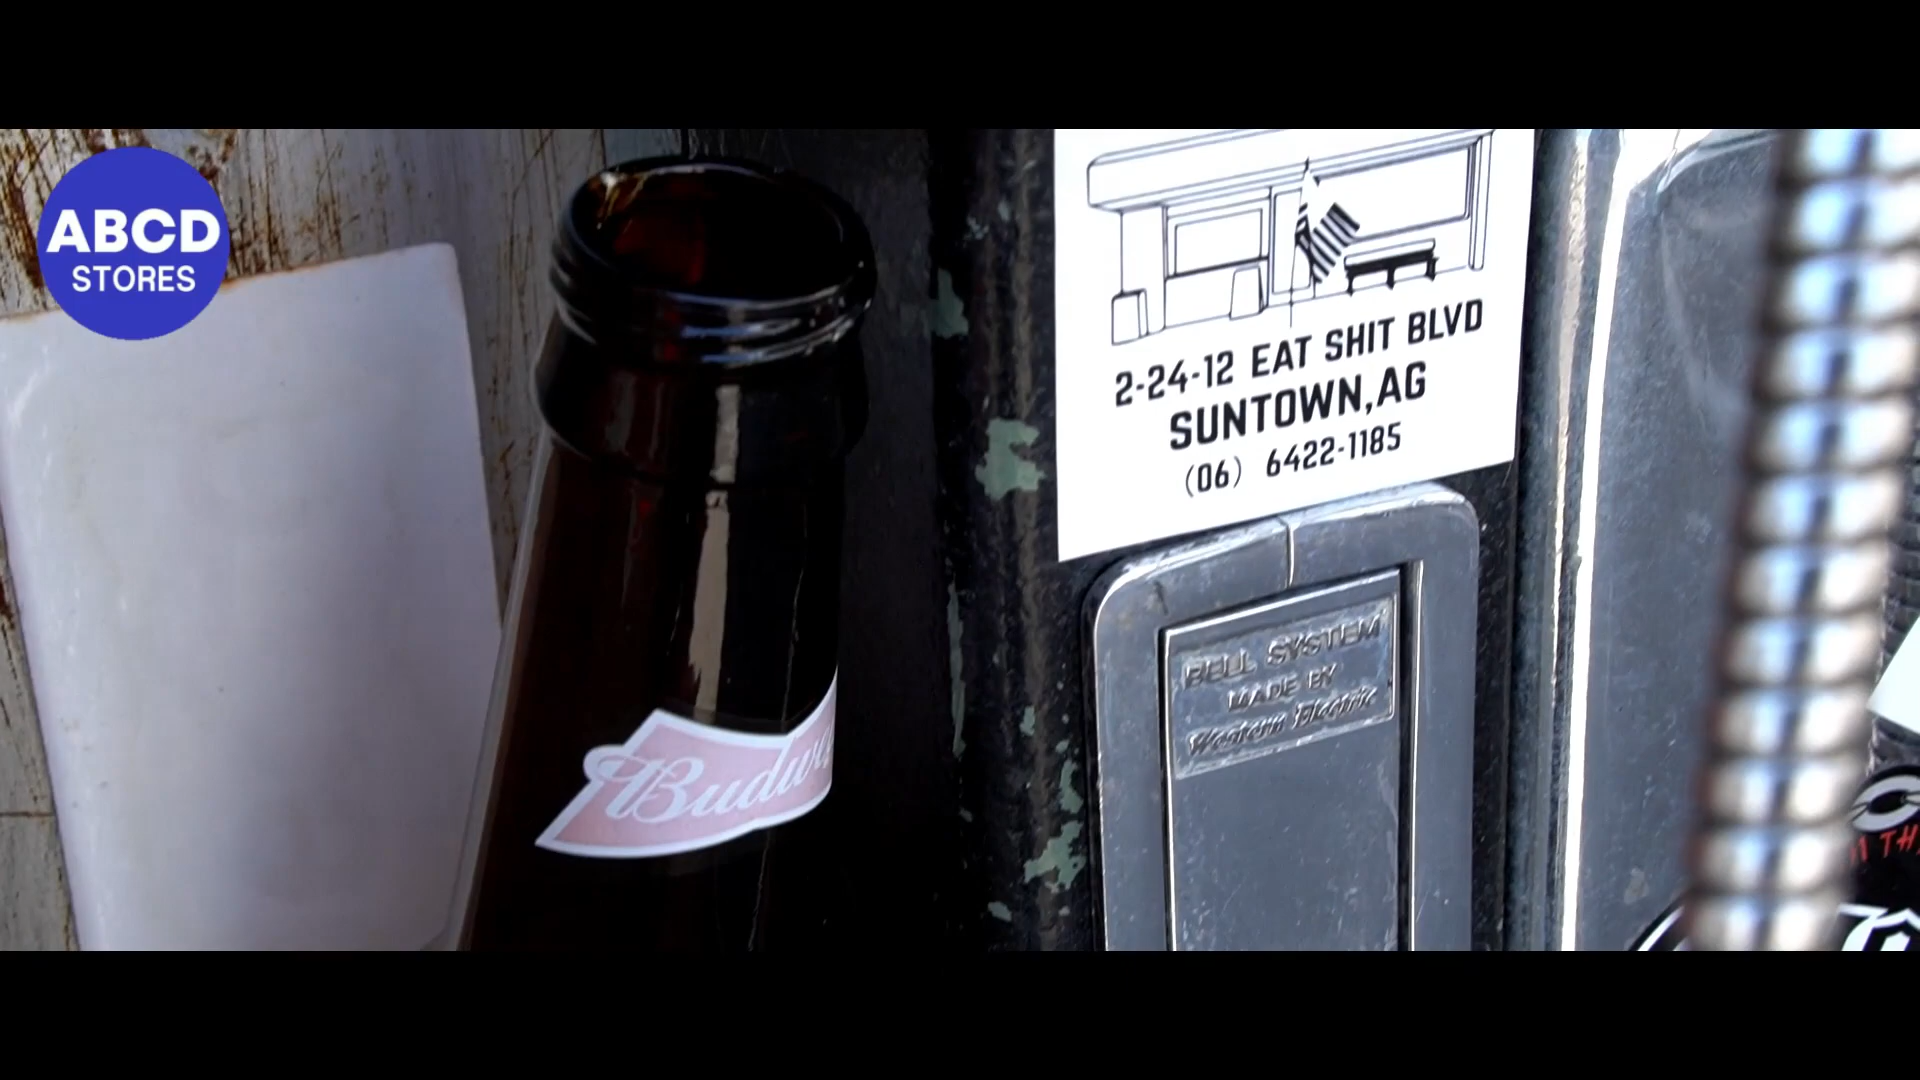 ABCD
STORES
2-24-12 EAT SHIT BLVD
SUNTOWN,AG
(06) 6422-1185
BELL SYSTEM
MADE BY
Western Electric